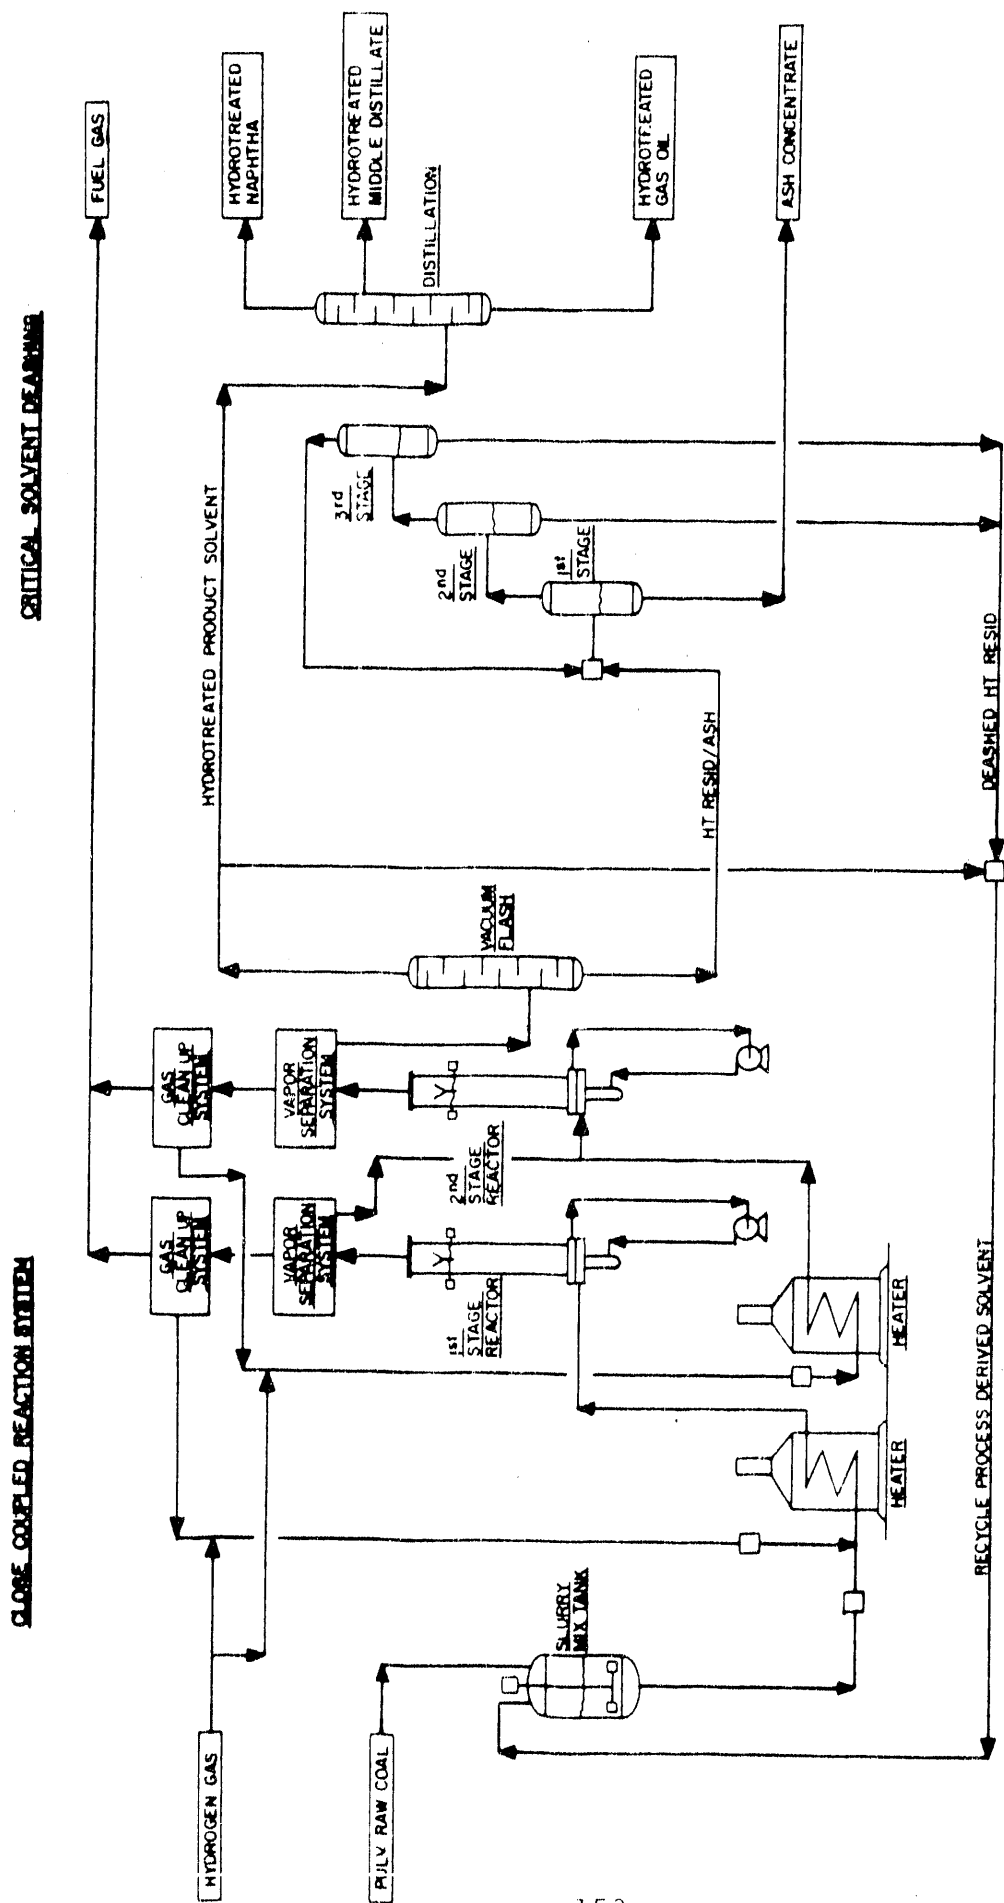 CLOSE COUPLED REACTION SYSTEM
CRITICAL SOLVENT DEASHING
HYDROGEN GAS
PULV. RAW COAL
SLURRY
MIX TANK
HEATER
HEATER
GAS
CLEAN UP
SYSTEM
GAS
CLEAN UP
SYSTEM
VAPOR
SEPARATION
SYSTEM
VAPOR
SEPARATION
SYSTEM
1st
STAGE
REACTOR
2nd
STAGE
REACTOR
VACUUM
FLASH
HYDROTREATED PRODUCT SOLVENT
HT RESID/ASH
1st
STAGE
2nd
STAGE
3rd
STAGE
DISTILLATION
FUEL GAS
HYDROTREATED
NAPHTHA
HYDROTREATED
MIDDLE DISTILLATE
HYDROTREATED
GAS OIL
ASH CONCENTRATE
DEASHED HT RESID
RECYCLE PROCESS DERIVED SOLVENT